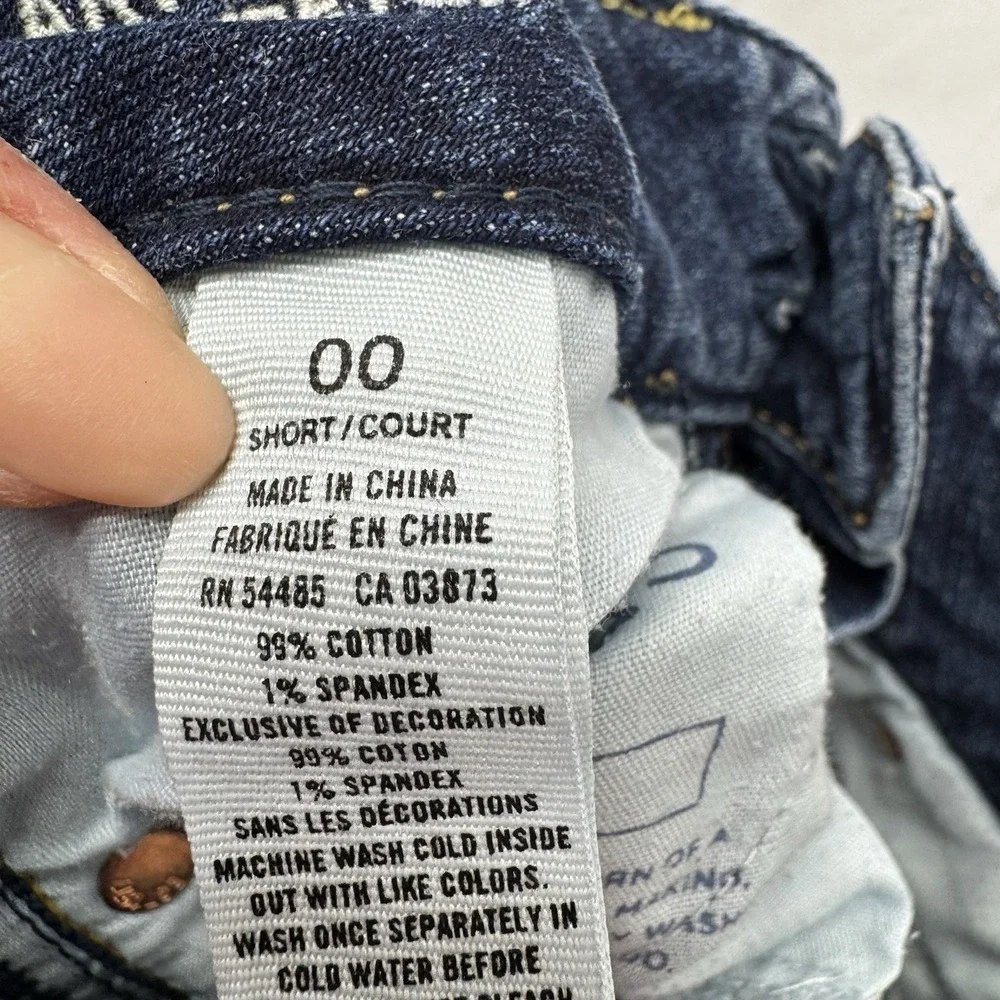 00
SHORT/COURT
MADE IN CHINA
FABRIQUÉ EN CHINE
RN 54485 CA 03873
99% COTTON
1% SPANDEX
EXCLUSIVE OF DECORATION
99% COTON
1% SPANDEX
SANS LES DÉCORATIONS
MACHINE WASH COLD INSIDE
OUT WITH LIKE COLORS.
WASH ONCE SEPARATELY IN
COLD WATER BEFORE
OF A
WASH